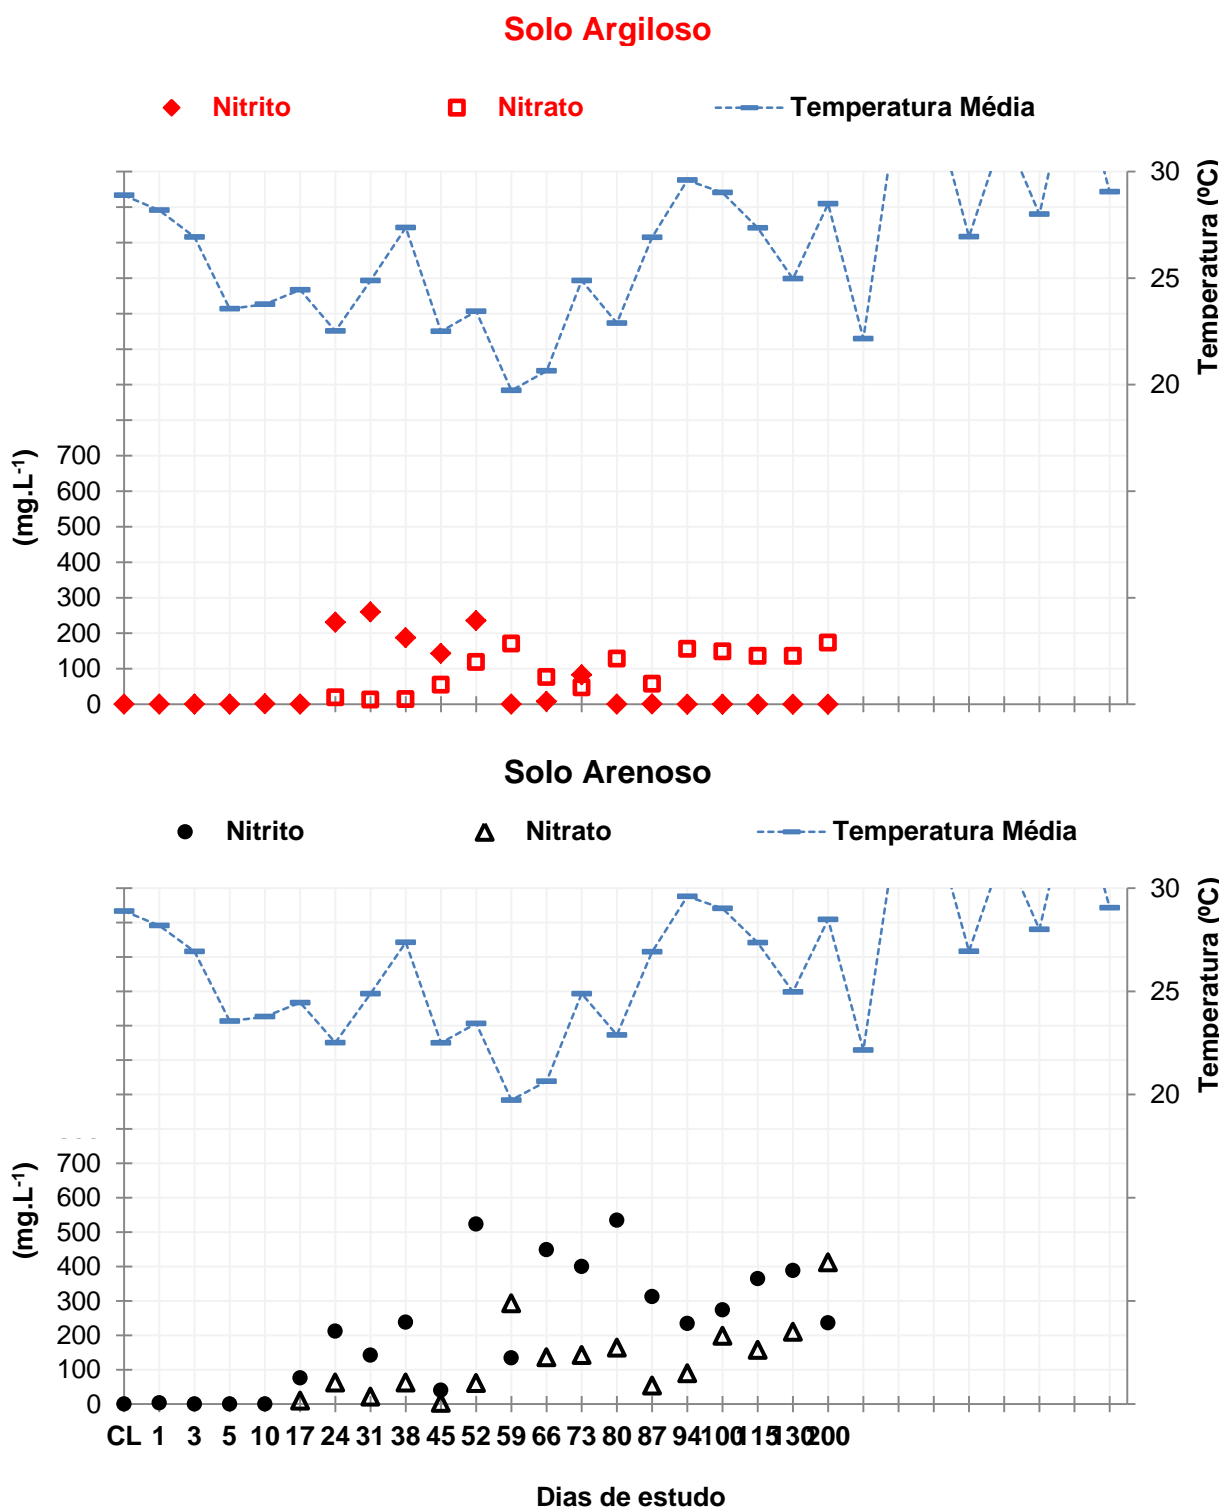 Solo Argiloso
Nitrito Nitrato Temperatura Média
30
25
20
Temperatura (ºC)
700
600
500
400
300
200
100
0
(mg.L-1)
Solo Arenoso
Nitrito Nitrato Temperatura Média
30
25
20
Temperatura (ºC)
700
600
500
400
300
200
100
0
(mg.L-1)
CL 1 3 5 10 17 24 31 38 45 52 59 66 73 80 87 94 100 115 130 200
Dias de estudo